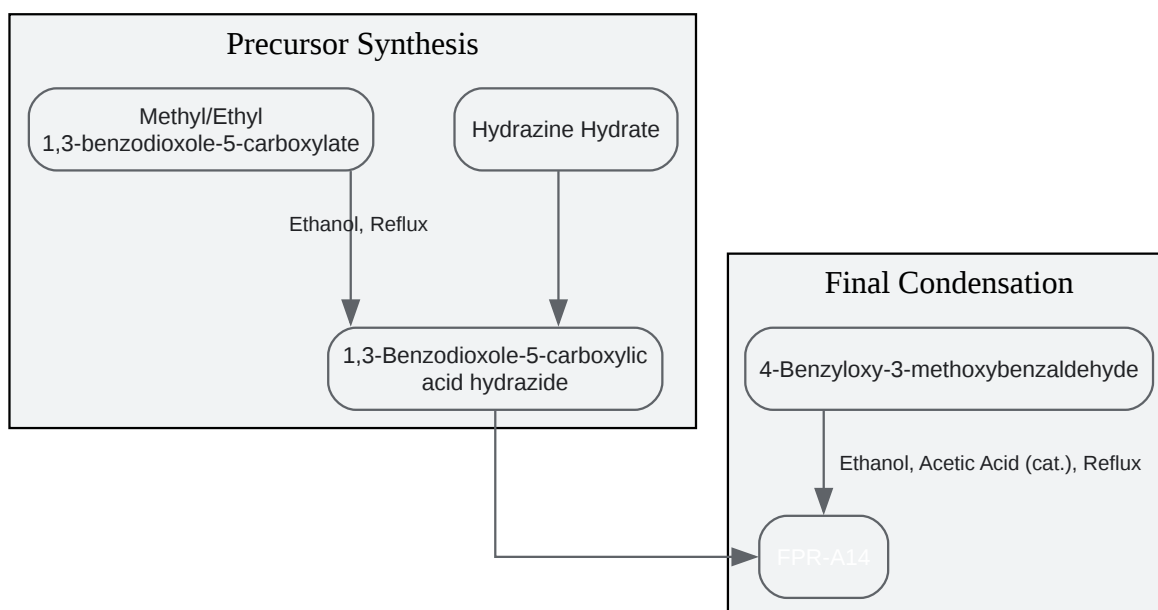 Precursor Synthesis
Methyl/Ethyl
1,3-benzodioxole-5-carboxylate
Hydrazine Hydrate
Ethanol, Reflux
1,3-Benzodioxole-5-carboxylic
acid hydrazide
Final Condensation
4-Benzyloxy-3-methoxybenzaldehyde
Ethanol, Acetic Acid (cat.), Reflux
FPR-A14